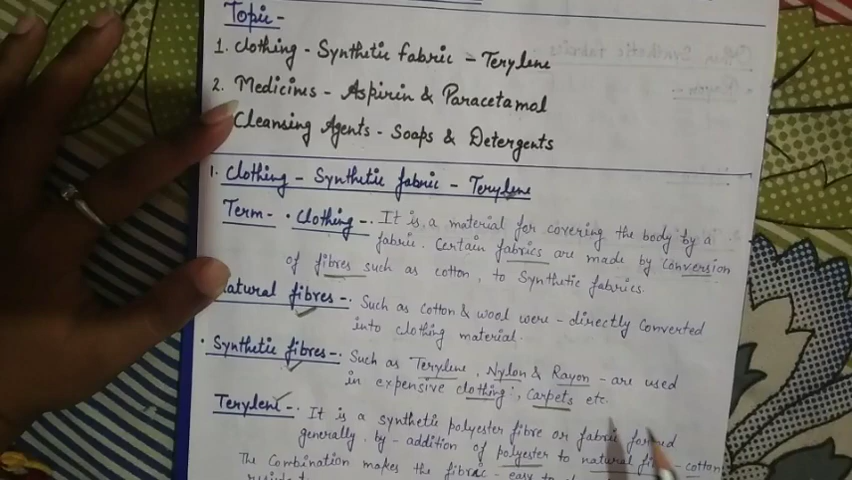 Topic -
1. Clothing - Synthetic fabric - Terylene
2. Medicines - Aspirin & Paracetamol
Cleansing Agents - Soaps & Detergents
1. Clothing - Synthetic fabric - Terylene
Term - • Clothing -. It is a material for covering the body by a
fabric. Certain fabrics are made by conversion
of fibres such as cotton, to Synthetic fabrics.
Natural fibres -. Such as Cotton & wool were - directly Converted
into clothing material.
• Synthetic fibres -. Such as Terylene, Nylon & Rayon - are used
in expensive clothing, Carpets etc.
Terylene -. It is a synthetic polyester fibre or fabric formed
generally by - addition of polyester to natural - cotton
The Combination makes the - easy to